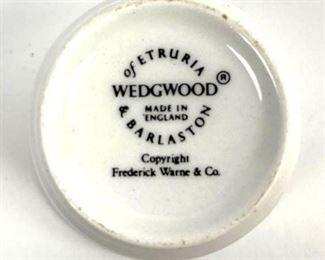 of ETRURIA
WEDGWOOD®
MADE IN
ENGLAND
& BARLASTON
Copyright
Frederick Warne & Co.